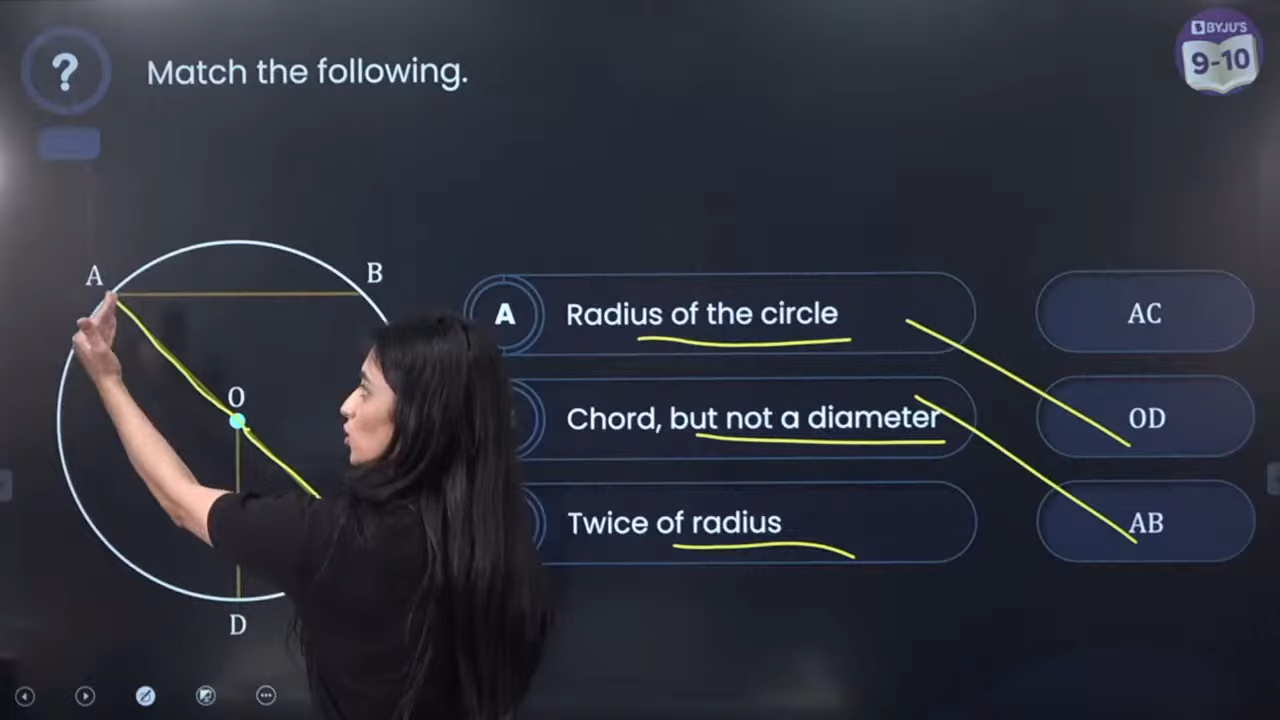 ?
Match the following.
BYJU'S
9-10
A
B
O
D
A
Radius of the circle
AC
Chord, but not a diameter
OD
Twice of radius
AB